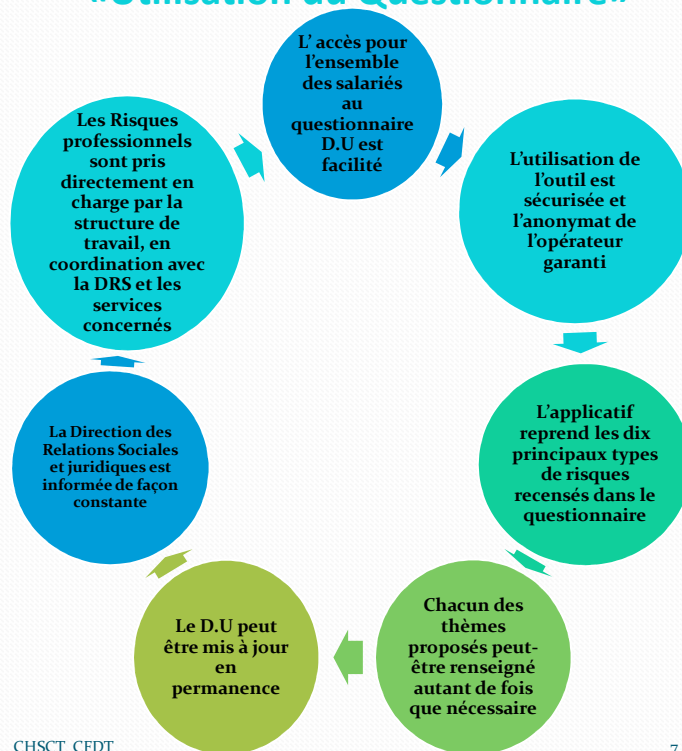 «Utilisation du Questionnaire»
L' accès pour
l'ensemble
des salariés
au
questionnaire
D.U est
facilité
L'utilisation de
l'outil est
sécurisée et
l'anonymat de
l'opérateur
garanti
L'applicatif
reprend les dix
principaux types
de risques
recensés dans le
questionnaire
Chacun des
thèmes
proposés peut-
être renseigné
autant de fois
que nécessaire
Le D.U peut
être mis à jour
en
permanence
La Direction des
Relations Sociales
et juridiques est
informée de façon
constante
Les Risques
professionnels
sont pris
directement en
charge par la
structure de
travail, en
coordination avec
la DRS et les
services
concernés
CHSCT CFDT
7